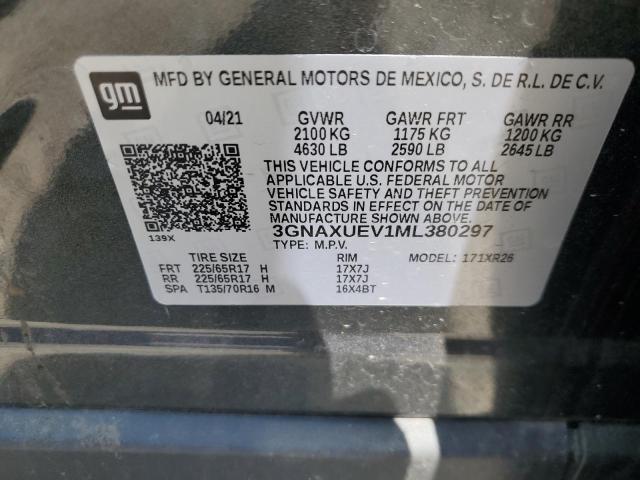 gm
MFD BY GENERAL MOTORS DE MEXICO, S. DE R.L. DE C.V.
04/21 GVWR GAWR FRT GAWR RR
2100 KG 1175 KG 1200 KG
4630 LB 2590 LB 2645 LB
THIS VEHICLE CONFORMS TO ALL
APPLICABLE U.S. FEDERAL MOTOR
VEHICLE SAFETY AND THEFT PREVENTION
STANDARDS IN EFFECT ON THE DATE OF
MANUFACTURE SHOWN ABOVE.
139X 3GNAXUEV1ML380297
TYPE: M.P.V. MODEL: 171XR26
TIRE SIZE RIM
FRT 225/65R17 H 17X7J
RR 225/65R17 H 17X7J
SPA T135/70R16 M 16X4BT